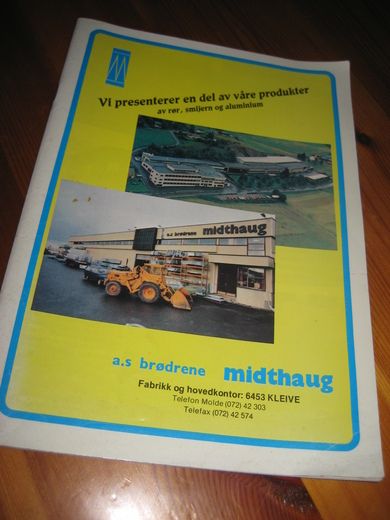 Vi presenterer en del av våre produkter
av rør, smijern og aluminium
a.s brødrene midthaug
a.s brødrene midthaug
Fabrikk og hovedkontor: 6453 KLEIVE
Telefon Molde (072) 42 303
Telefax (072) 42 574